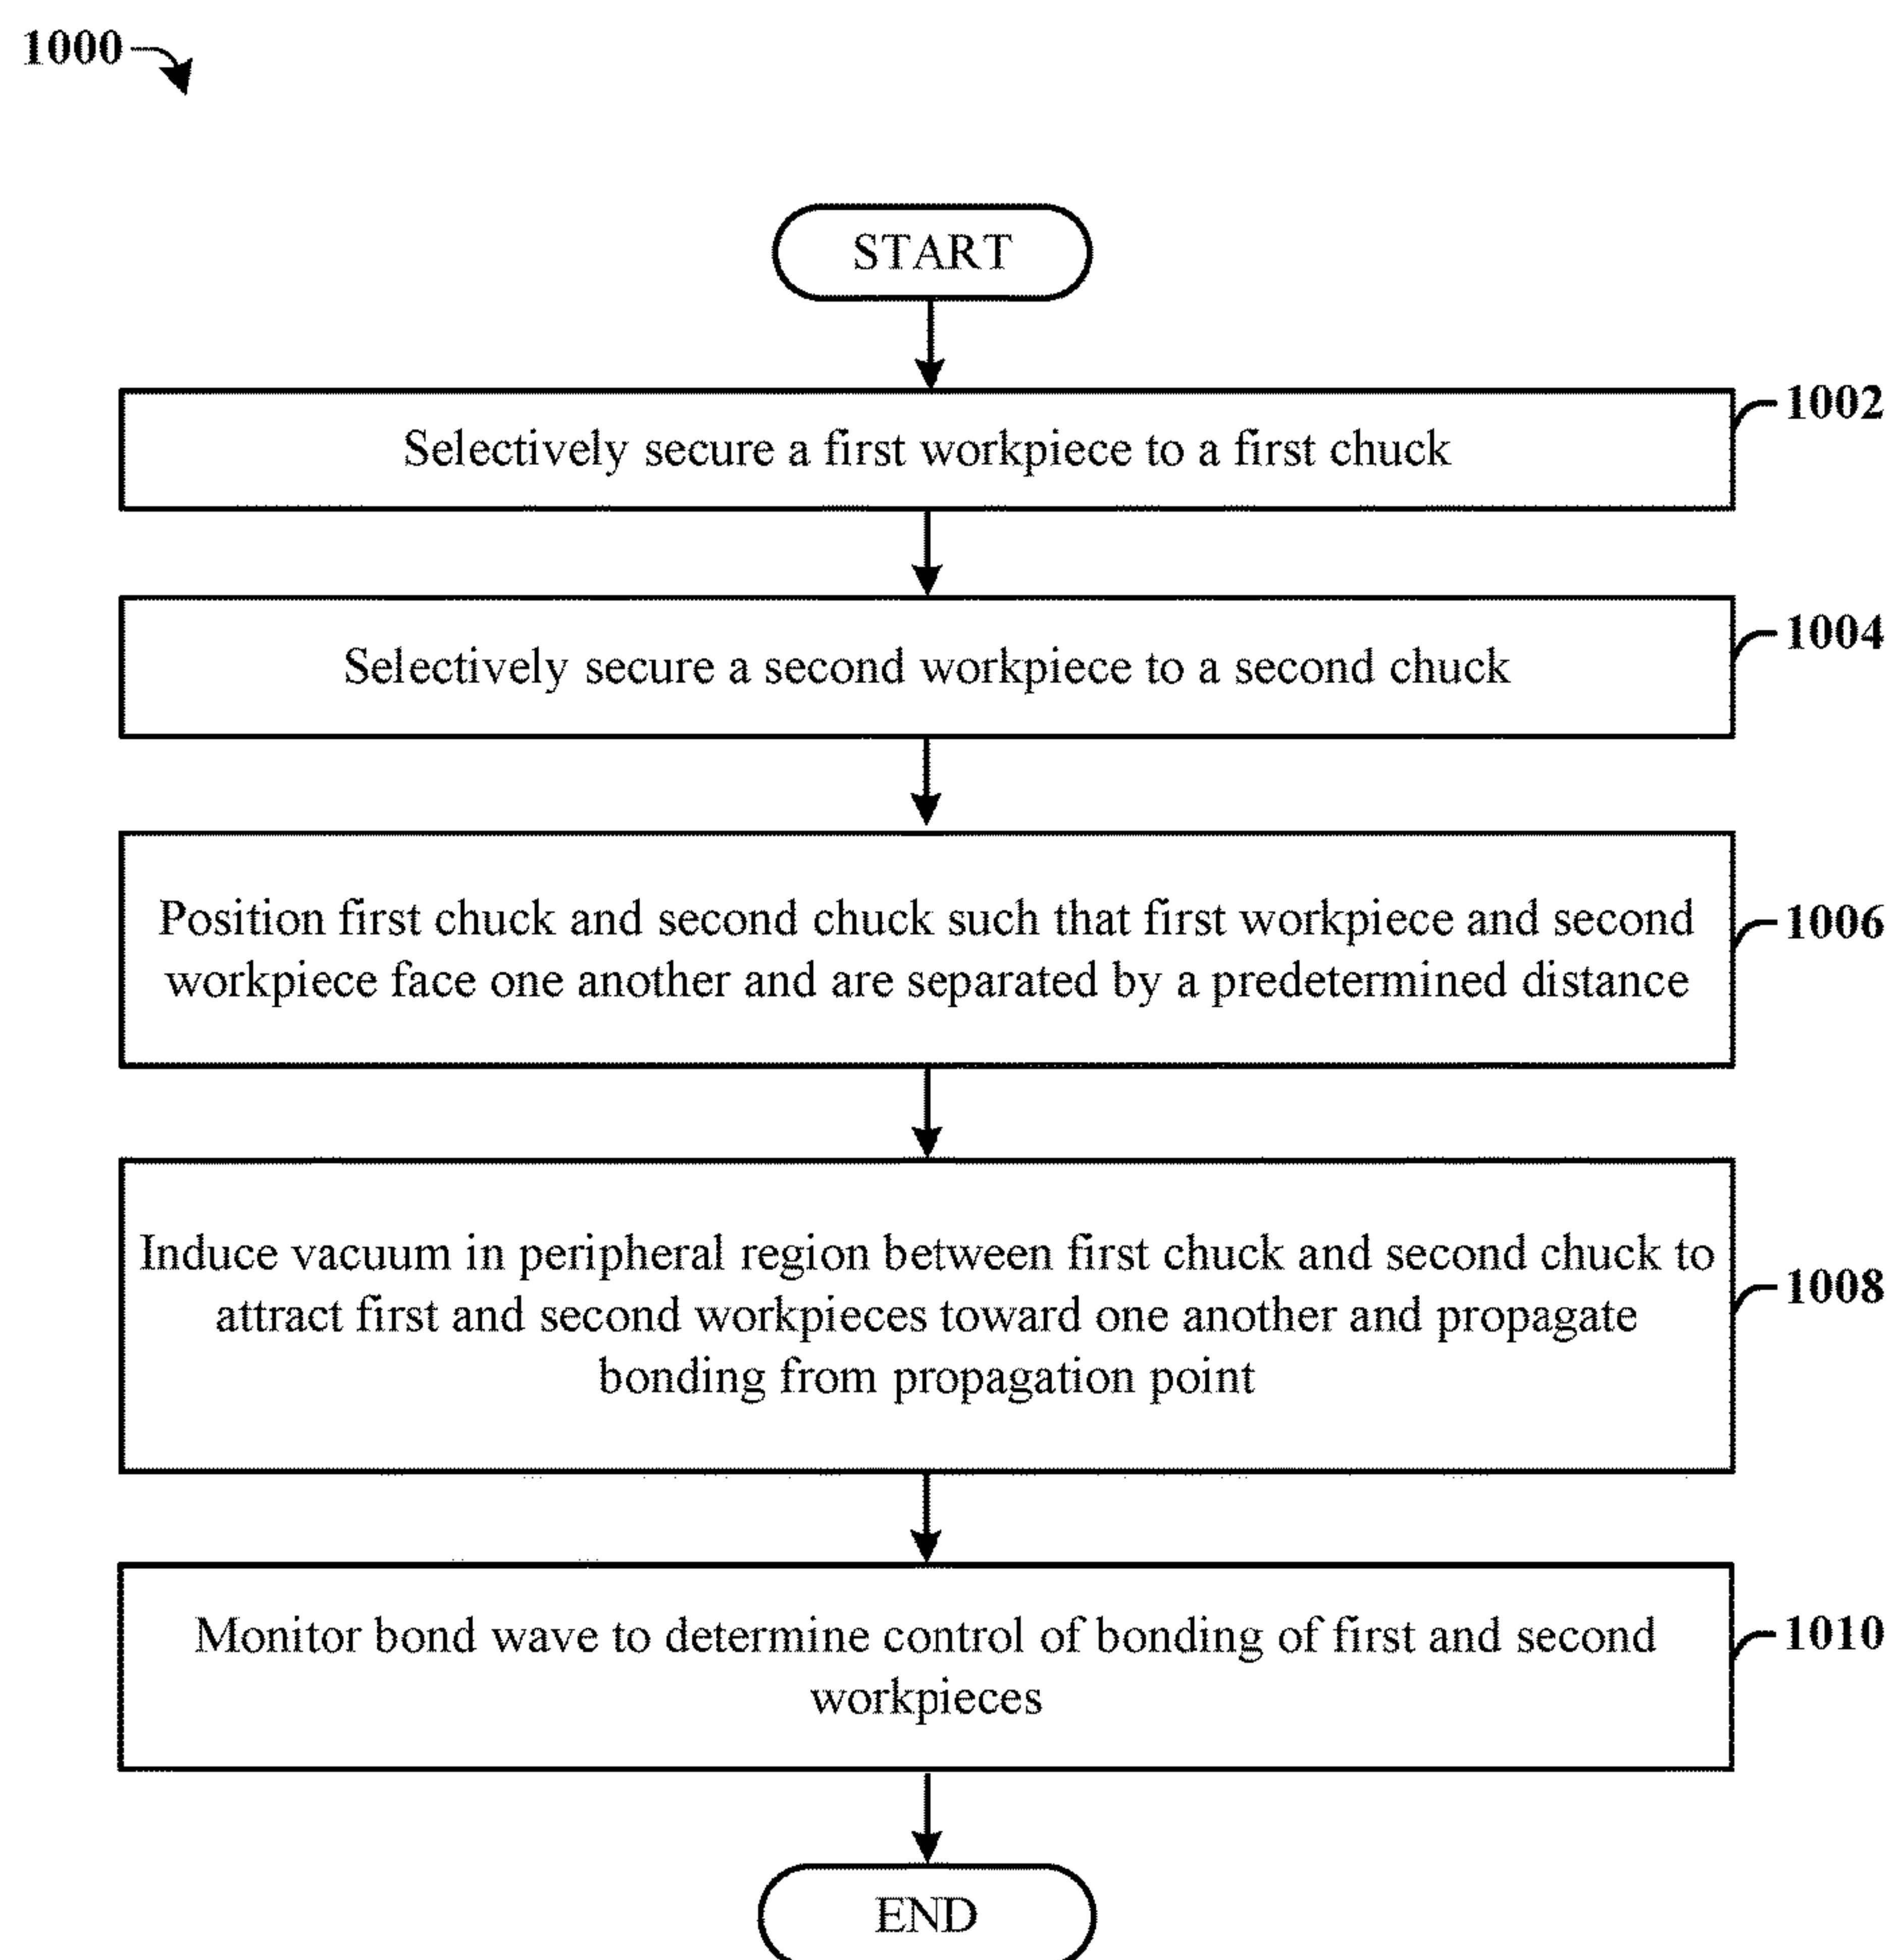 1000
START
Selectively secure a first workpiece to a first chuck
1002
Selectively secure a second workpiece to a second chuck
1004
Position first chuck and second chuck such that first workpiece and second
workpiece face one another and are separated by a predetermined distance
1006
Induce vacuum in peripheral region between first chuck and second chuck to
attract first and second workpieces toward one another and propagate
bonding from propagation point
1008
Monitor bond wave to determine control of bonding of first and second
workpieces
1010
END